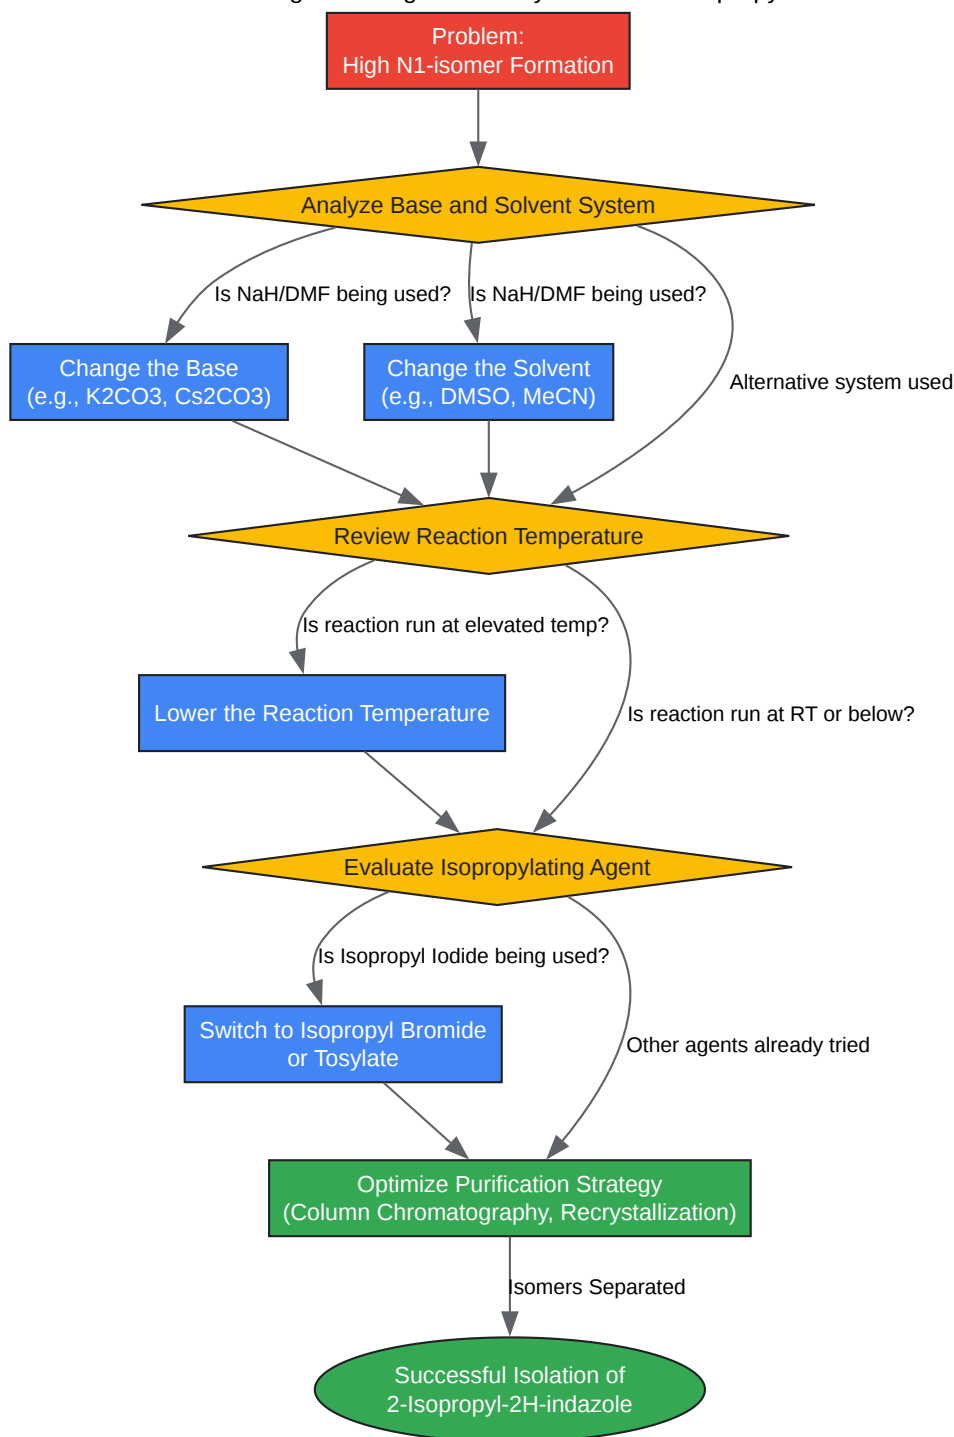 Problem:
High N1-isomer Formation
Analyze Base and Solvent System
Is NaH/DMF being used?
Is NaH/DMF being used?
Change the Base
(e.g., K2CO3, Cs2CO3)
Change the Solvent
(e.g., DMSO, MeCN)
Alternative system used
Review Reaction Temperature
Is reaction run at elevated temp?
Lower the Reaction Temperature
Is reaction run at RT or below?
Evaluate Isopropylating Agent
Is Isopropyl Iodide being used?
Switch to Isopropyl Bromide
or Tosylate
Other agents already tried
Optimize Purification Strategy
(Column Chromatography, Recrystallization)
Isomers Separated
Successful Isolation of
2-Isopropyl-2H-indazole